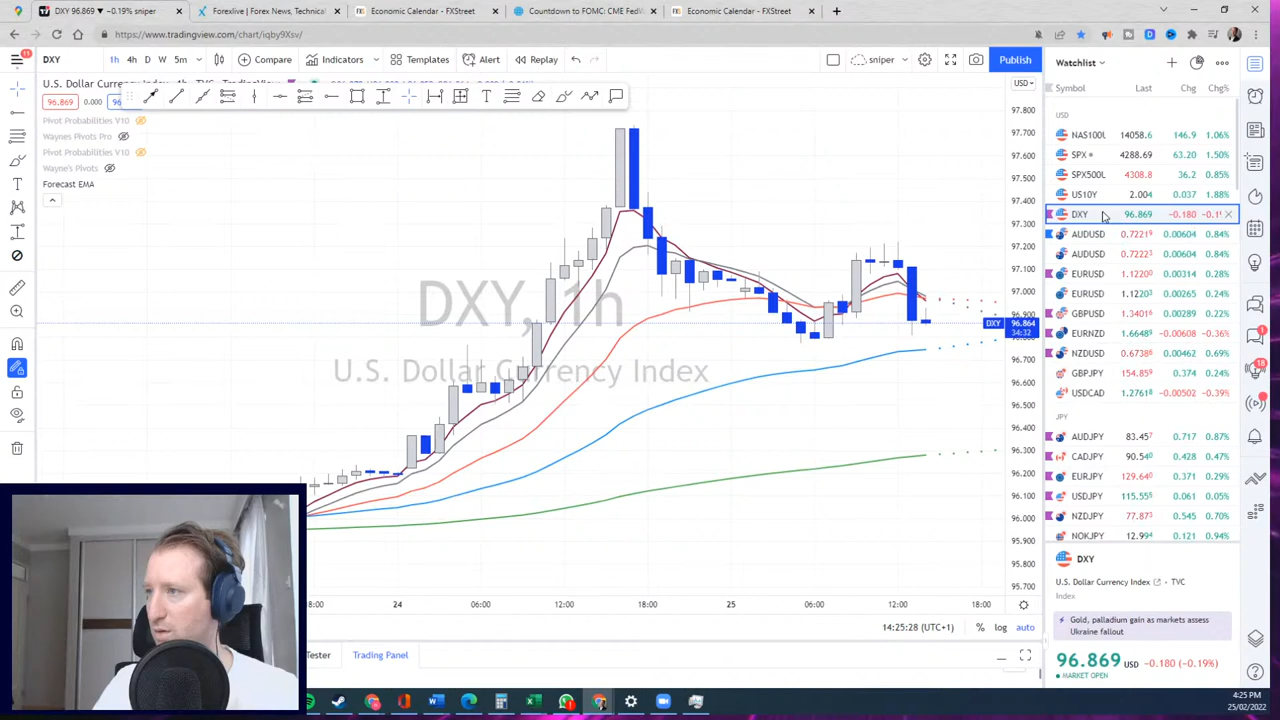 DXY 96.869 ▼ −0.19% sniper
Forexlive | Forex News, Technical
Economic Calendar - FXStreet
Countdown to FOMC: CME FedW
Economic Calendar - FXStreet
https://www.tradingview.com/chart/iqby9Xsv/
11
DXY
1h 4h D W 5m
Compare
Indicators
Templates
Alert
Replay
sniper
Publish
Watchlist
U.S. Dollar Currency Index
USD
96.869
0.000
Pivot Probabilities V10
Waynes Pivots Pro
Pivot Probabilities V10
Wayne's Pivots
Forecast EMA
DXY, 1h
U.S. Dollar Currency Index
97.800
97.700
97.600
97.500
97.400
97.300
97.200
97.100
97.000
96.900
DXY 96.864
34:32
96.700
96.600
96.500
96.400
96.300
96.200
96.100
96.000
95.900
95.800
95.700
18:00 24 06:00 12:00 18:00 25 06:00 12:00 18:00
14:25:28 (UTC+1)
% log auto
Tester
Trading Panel
Symbol Last Chg Chg%
USD
NAS100U 14058.6 146.9 1.06%
SPX 4288.69 63.20 1.50%
SPX500U 4308.8 36.2 0.85%
US10Y 2.004 0.037 1.88%
DXY 96.869 −0.180 −0.1
AUDUSD 0.72219 0.00604 0.84%
AUDUSD 0.72223 0.00604 0.84%
EURUSD 1.12200 0.00314 0.28%
EURUSD 1.12203 0.00265 0.24%
GBPUSD 1.34016 0.00289 0.22%
EURNZD 1.66489 −0.00608 −0.36%
NZDUSD 0.67386 0.00462 0.69%
GBPJPY 154.859 0.374 0.24%
USDCAD 1.27618 −0.00502 −0.39%
JPY
AUDJPY 83.457 0.717 0.87%
CADJPY 90.540 0.428 0.47%
EURJPY 129.640 0.371 0.29%
USDJPY 115.555 0.061 0.05%
NZDJPY 77.873 0.545 0.70%
NOKJPY 12.994 0.121 0.94%
DXY
U.S. Dollar Currency Index • TVC
Index
Gold, palladium gain as markets assess
Ukraine fallout
96.869 USD −0.180 (−0.19%)
MARKET OPEN
1
18
4:25 PM
25/02/2022